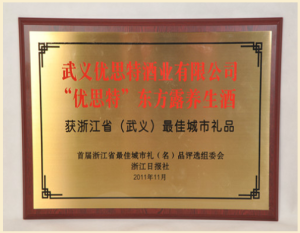 武义优思特酒业有限公司
“优思特”东方蒟养生酒
获浙江省（武义）最佳城市礼品
首届浙江省最佳城市礼（名）品评选组委会
浙江日报社
2011年11月